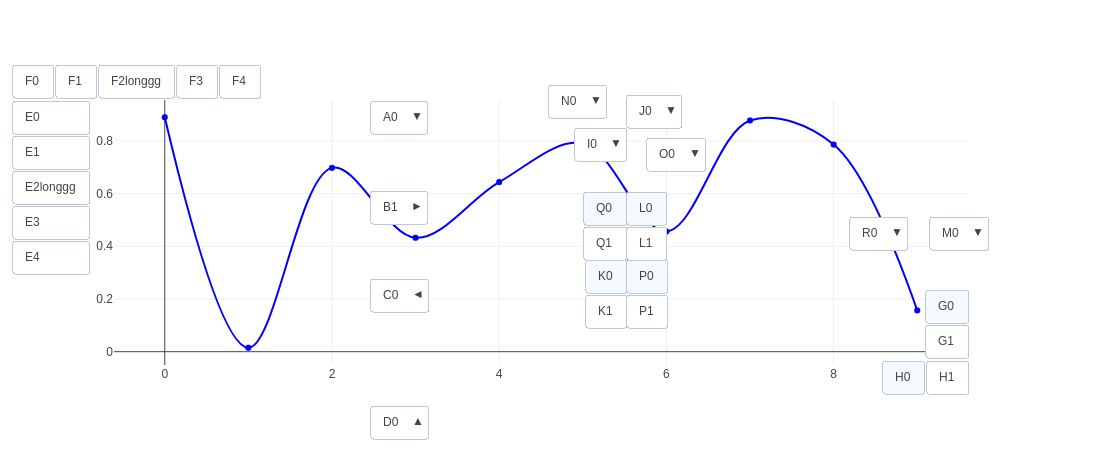 F0 F1 F2longgg F3 F4
N0 ▼
J0 ▼
E0
A0 ▼
I0 ▼
O0 ▼
0.8
E1
E2longgg
0.6
B1 ►
Q0 L0
E3
R0 ▼
M0 ▼
0.4
Q1 L1
E4
K0 P0
C0 ◄
0.2
G0
K1 P1
G1
0
0 2 4 6 8
H0 H1
D0 ▲